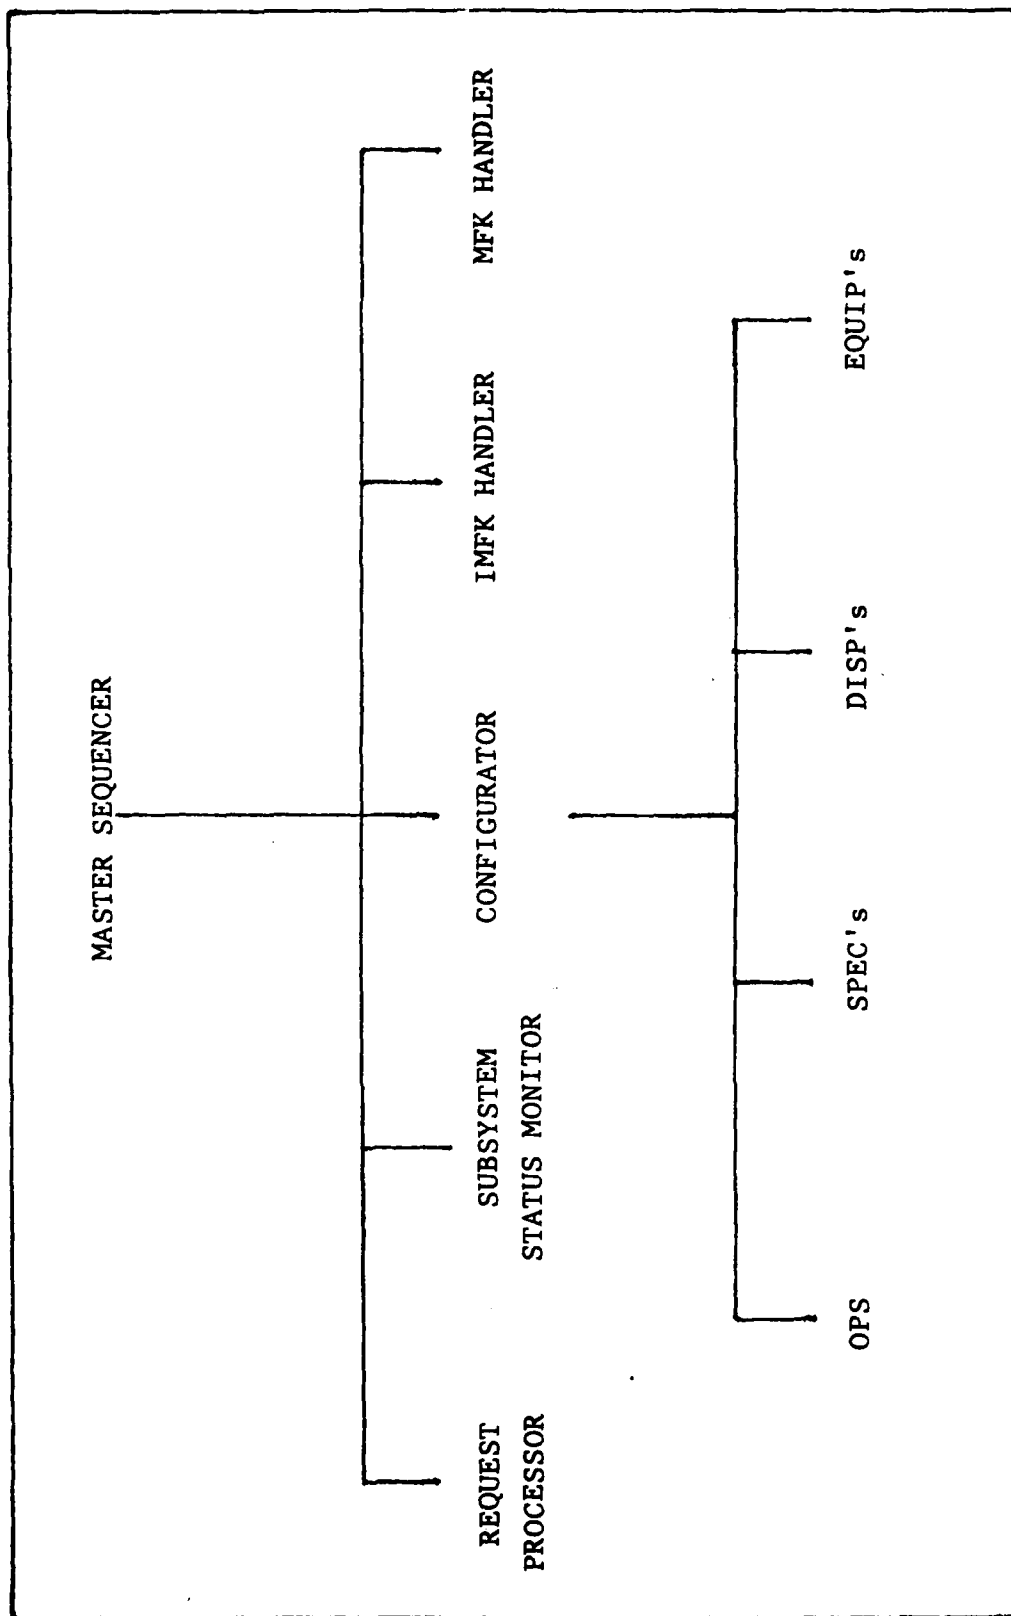 MASTER SEQUENCER
REQUEST
PROCESSOR
SUBSYSTEM
STATUS MONITOR
CONFIGURATOR
IMFK HANDLER
MFK HANDLER
OPS
SPEC's
DISP's
EQUIP's